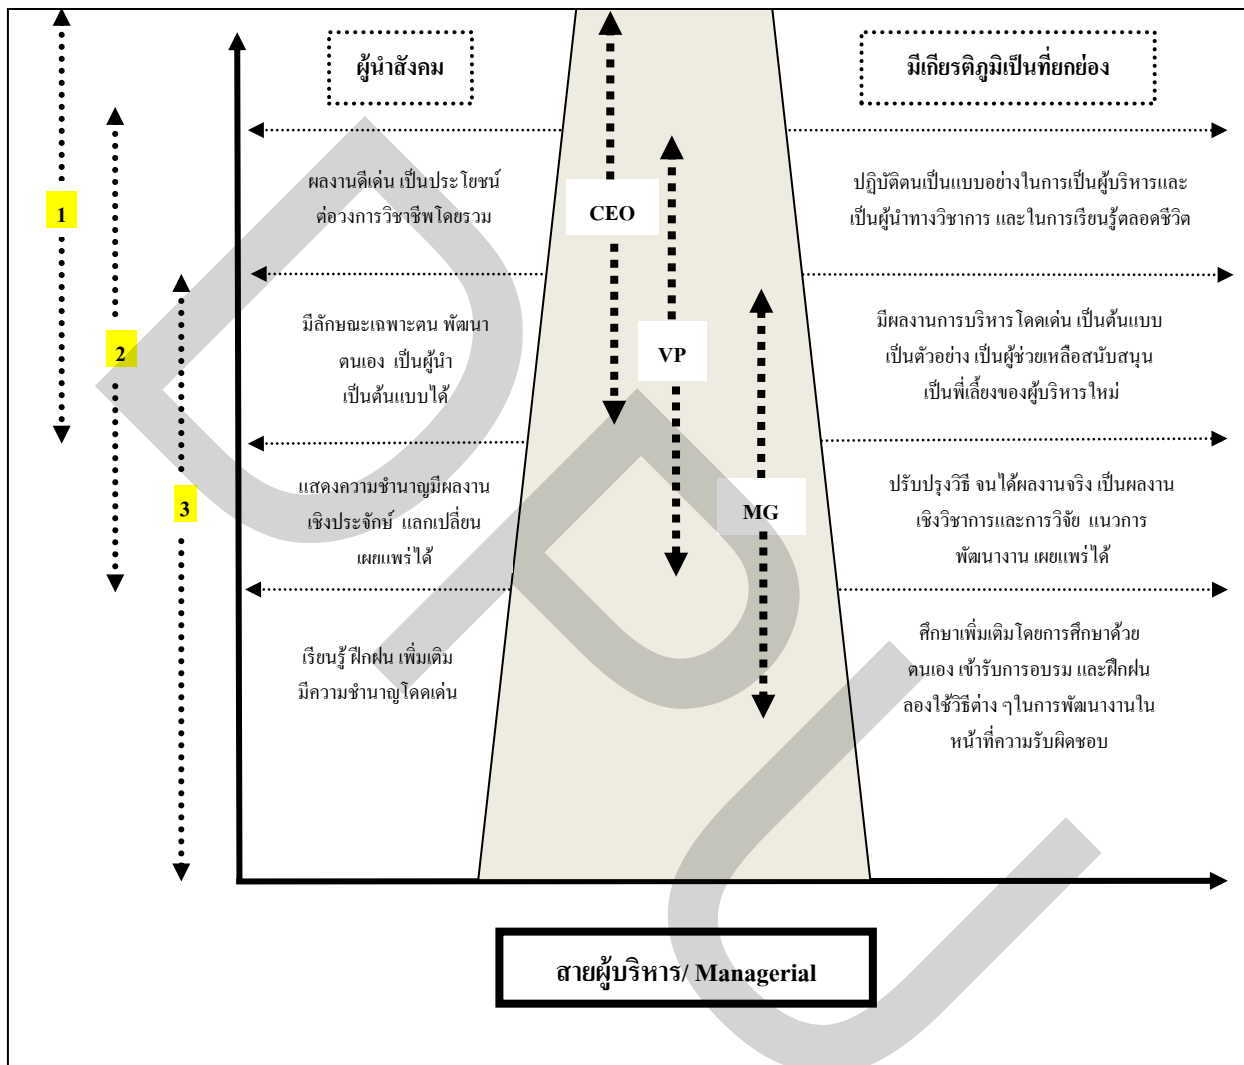 ผู้นำสังคม
มีเกียรติภูมิเป็นที่ยกย่อง
ผลงานดีเด่น เป็นประโยชน์
ต่อวงการวิชาชีพโดยรวม
1
CEO
ปฏิบัติตนเป็นแบบอย่างในการเป็นผู้บริหารและ
เป็นผู้นำทางวิชาการ และในการเรียนรู้ตลอดชีวิต
มีลักษณะเฉพาะตน พัฒนา
ตนเอง เป็นผู้นำ
เป็นต้นแบบได้
2
VP
มีผลงานการบริหารโดดเด่น เป็นต้นแบบ
เป็นตัวอย่าง เป็นผู้ช่วยเหลือสนับสนุน
เป็นพี่เลี้ยงของผู้บริหารใหม่
แสดงความชำนาญมีผลงาน
เชิงประจักษ์ แลกเปลี่ยน
เผยแพร่ได้
3
MG
ปรับปรุงวิธี จนได้ผลงานจริง เป็นผลงาน
เชิงวิชาการและการวิจัย แนวการ
พัฒนางาน เผยแพร่ได้
เรียนรู้ ฝึกฝน เพิ่มเติม
มีความชำนาญโดดเด่น
ศึกษาเพิ่มเติมโดยการศึกษาด้วย
ตนเอง เข้ารับการอบรม และฝึกฝน
ลองใช้วิธีต่าง ๆในการพัฒนางานใน
หน้าที่ความรับผิดชอบ
สายผู้บริหาร/ Managerial
DPU